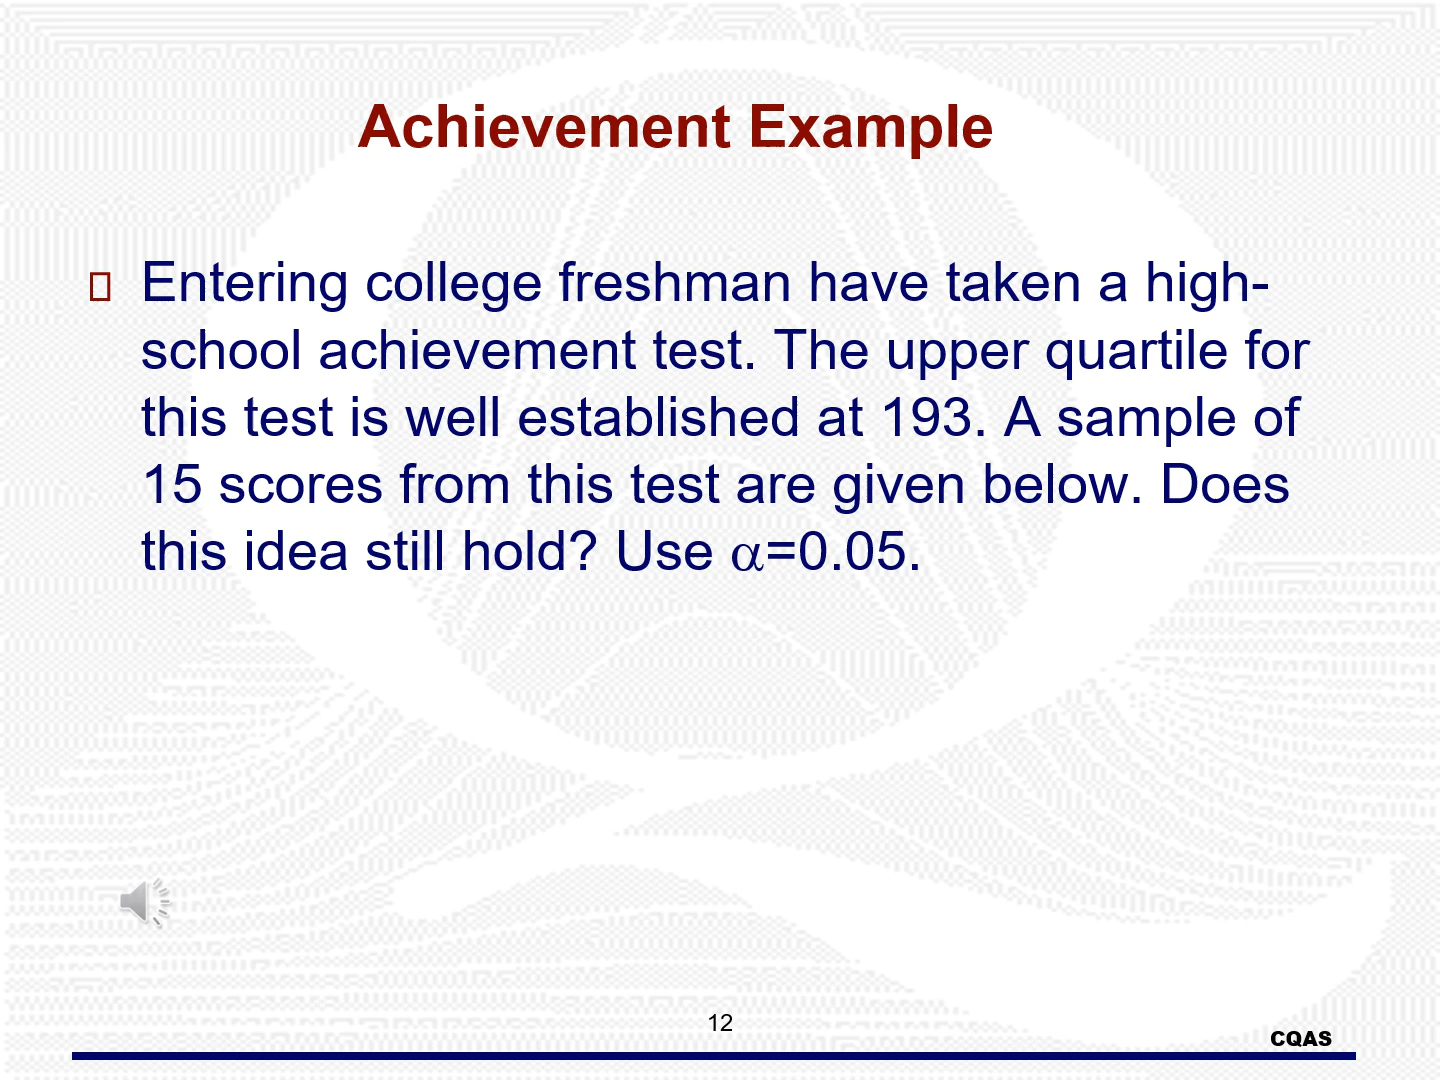 Achievement Example
Entering college freshman have taken a high-
school achievement test. The upper quartile for
this test is well established at 193. A sample of
15 scores from this test are given below. Does
this idea still hold? Use α=0.05.
12
CQAS